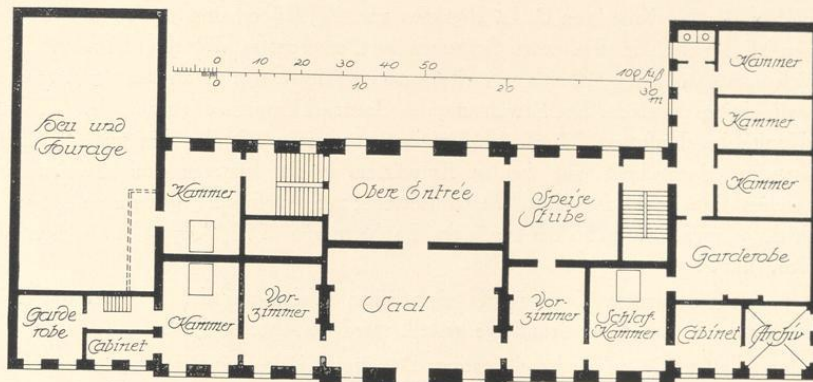 0 10 20 30 40 50 100 fuß
0 10 20 30
m
Heu und
Fourage
Kammer
Obere Entrée
Speise
Stube
Kammer
Kammer
Kammer
Garderobe
Garde
robe
Cabinet
Kammer
Vor-
zimmer
Saal
Vor-
zimmer
Schlaf-
Kammer
Cabinet
Archiv